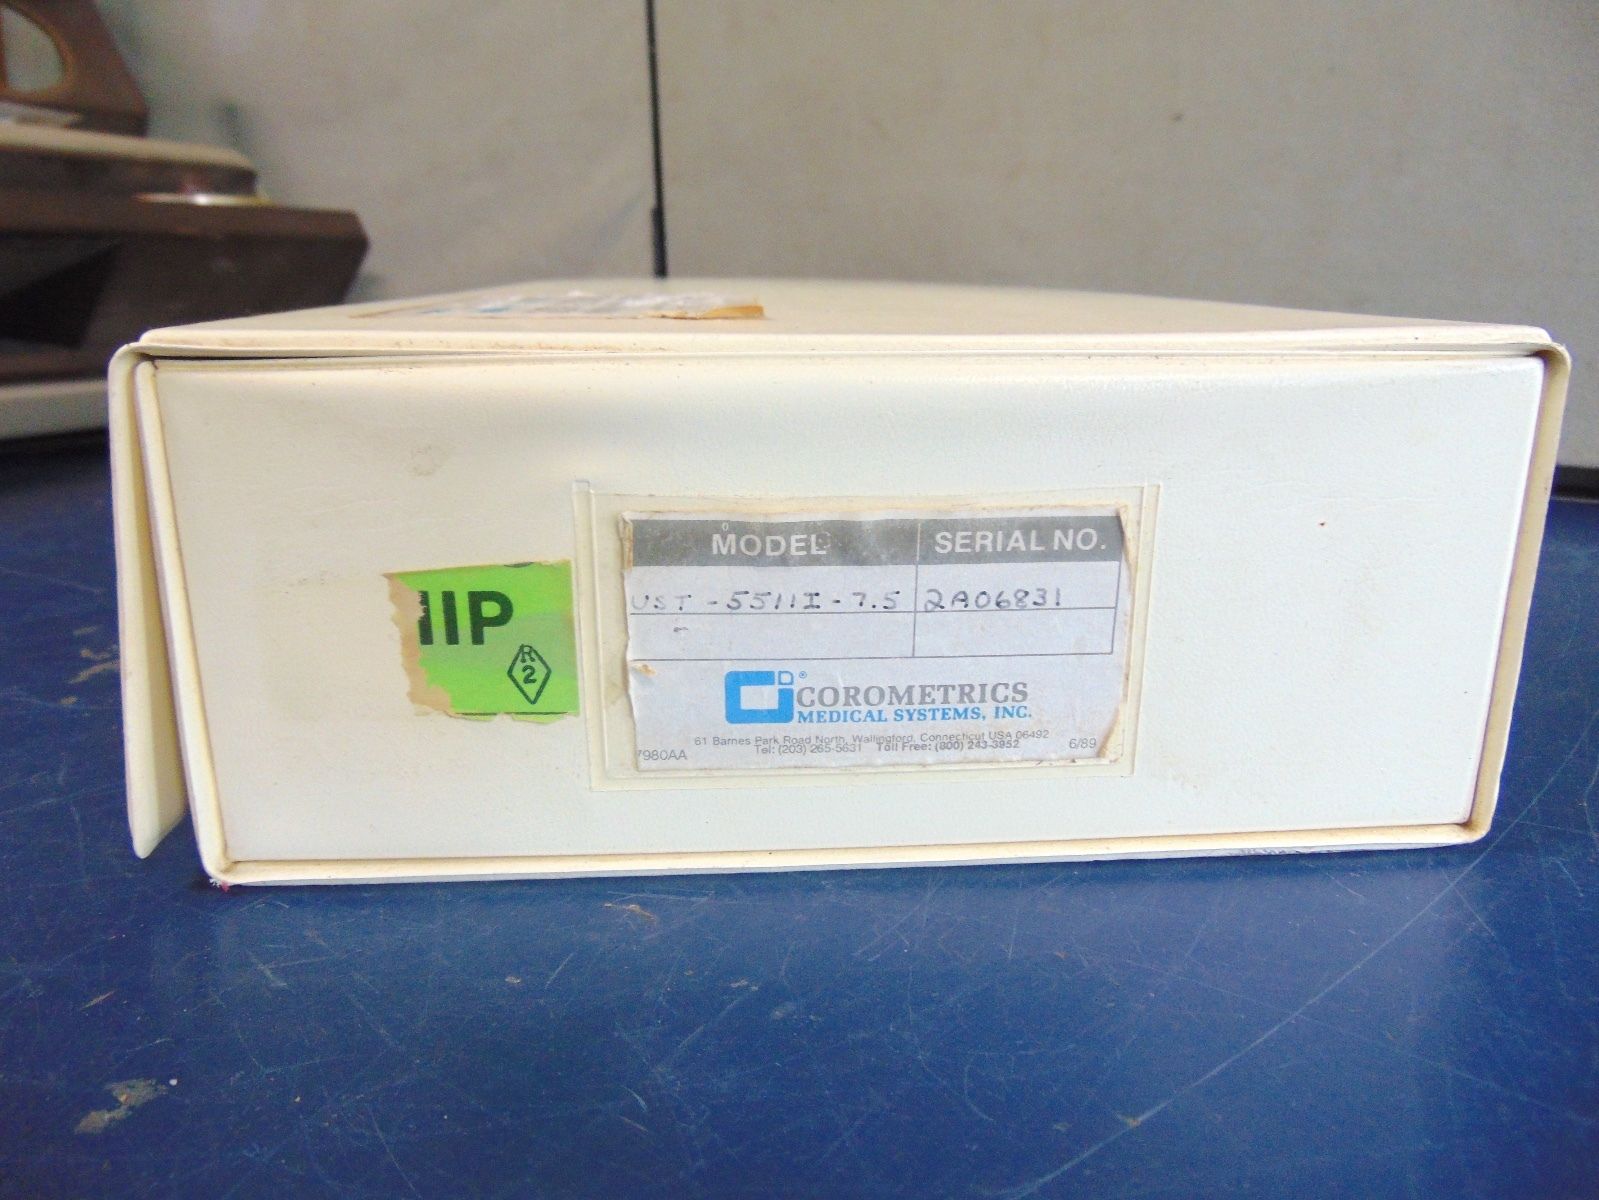 MODEL SERIAL NO.
UST-5511I-7.5 2A06831
IIP
R
2
COROMETRICS
MEDICAL SYSTEMS, INC.
61 Barnes Park Road North, Wallingford, Connecticut USA 06492
Tel: (203) 265-5631 Toll Free: (800) 243-3952
7980AA 6/89